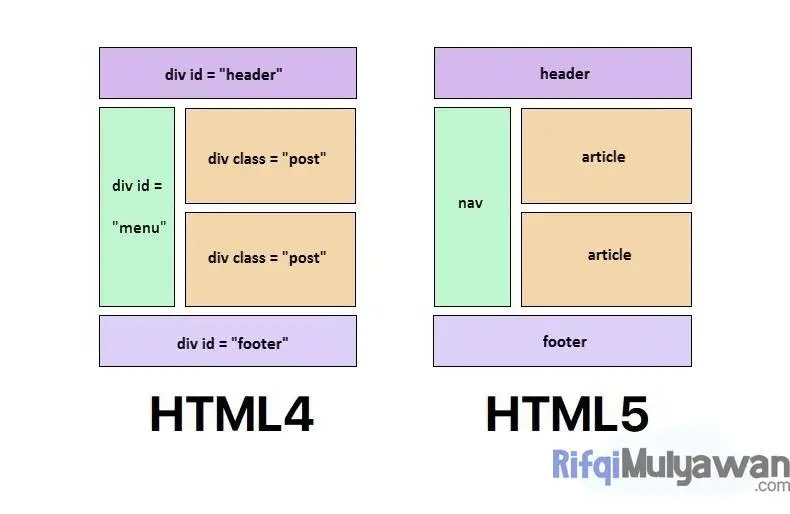 div id = "header"
div id =
"menu"
div class = "post"
div class = "post"
div id = "footer"
HTML4
header
nav
article
article
footer
HTML5
RifqiMulyawan
.com